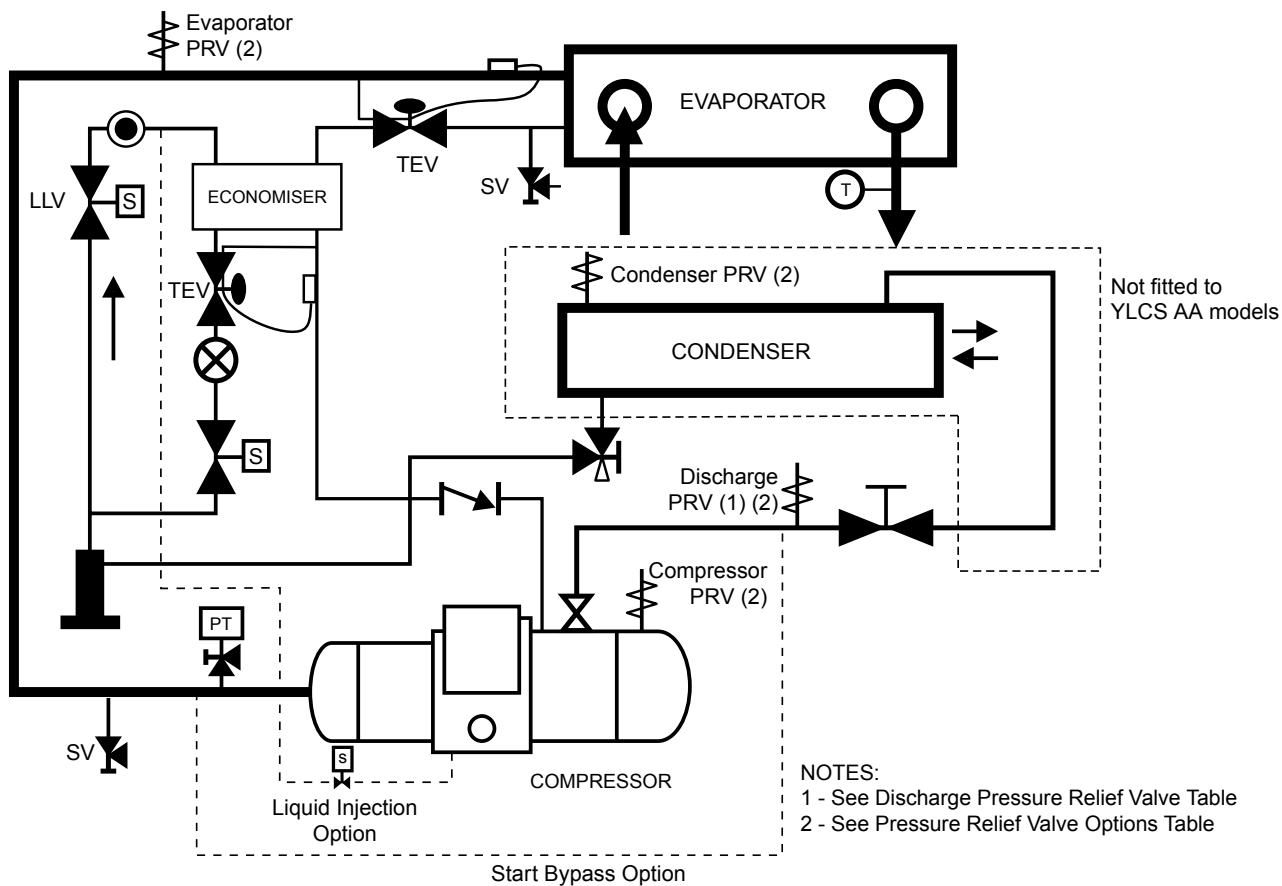 Evaporator
PRV (2)
EVAPORATOR
TEV
LLV
S
ECONOMISER
SV
T
TEV
Condenser PRV (2)
Not fitted to
YLCS AA models
CONDENSER
S
Discharge
PRV (1) (2)
Compressor
PRV (2)
PT
SV
S
COMPRESSOR
Liquid Injection
Option
NOTES:
1 - See Discharge Pressure Relief Valve Table
2 - See Pressure Relief Valve Options Table
Start Bypass Option